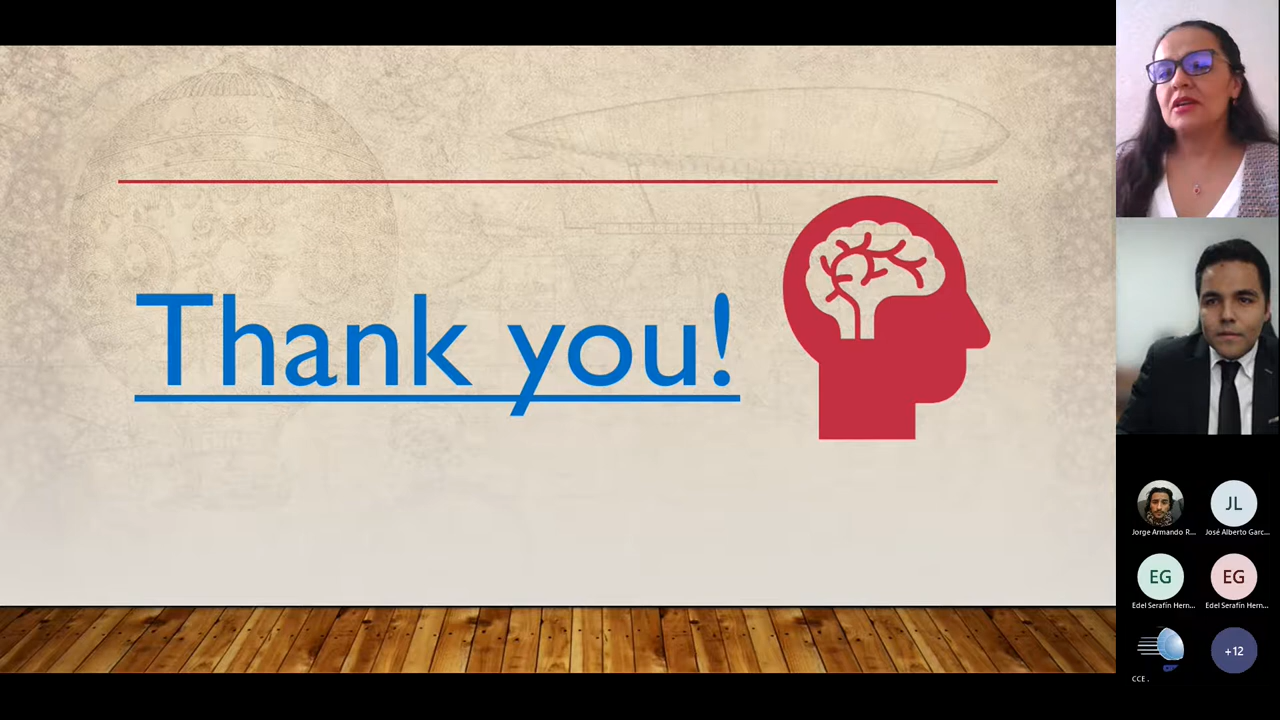 Thank you!
JL
Jorge Armando R...
José Alberto Garc...
EG
EG
Edel Serafín Hern...
Edel Serafín Hern...
+12
CCE .